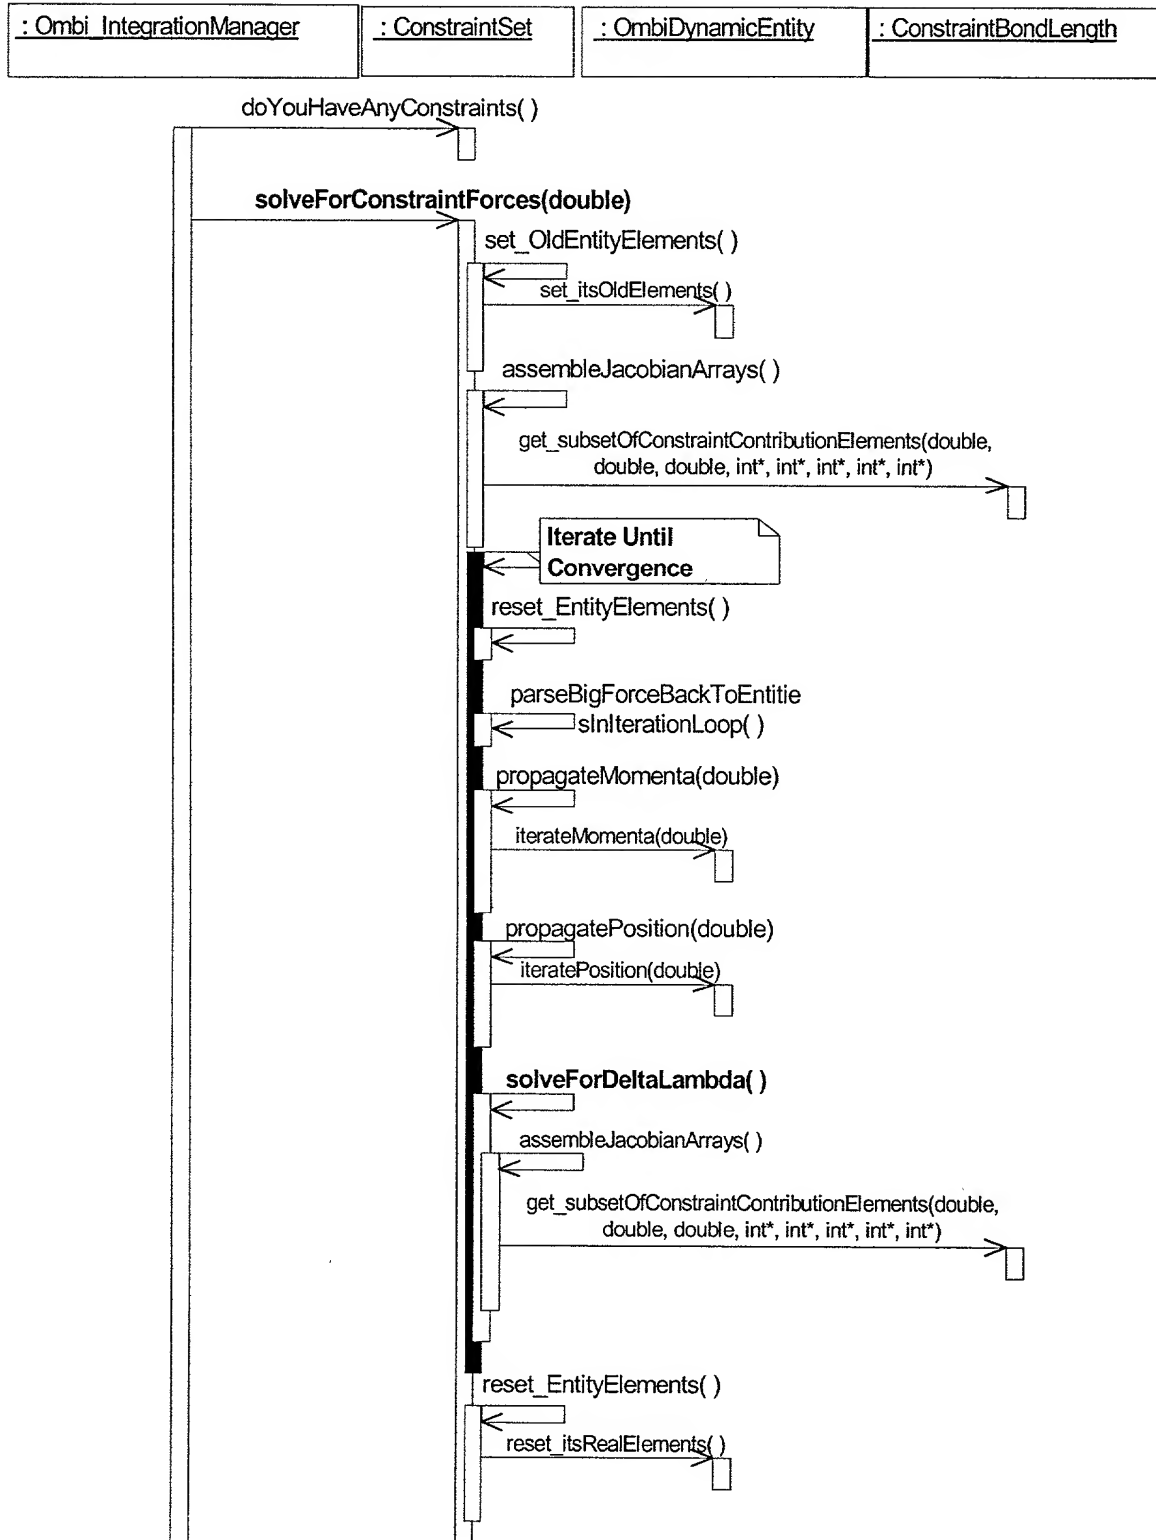 : Ombi_IntegrationManager
: ConstraintSet
: OmbiDynamicEntity
: ConstraintBondLength
doYouHaveAnyConstraints( )
solveForConstraintForces(double)
set_OldEntityElements( )
set_itsOldElements( )
assembleJacobianArrays( )
get_subsetOfConstraintContributionElements(double,
double, double, int*, int*, int*, int*, int*)
Iterate Until
Convergence
reset_EntityElements( )
parseBigForceBackToEntitie
sInIterationLoop( )
propagateMomenta(double)
iterateMomenta(double)
propagatePosition(double)
iteratePosition(double)
solveForDeltaLambda( )
assembleJacobianArrays( )
get_subsetOfConstraintContributionElements(double,
double, double, int*, int*, int*, int*, int*)
reset_EntityElements( )
reset_itsRealElements( )